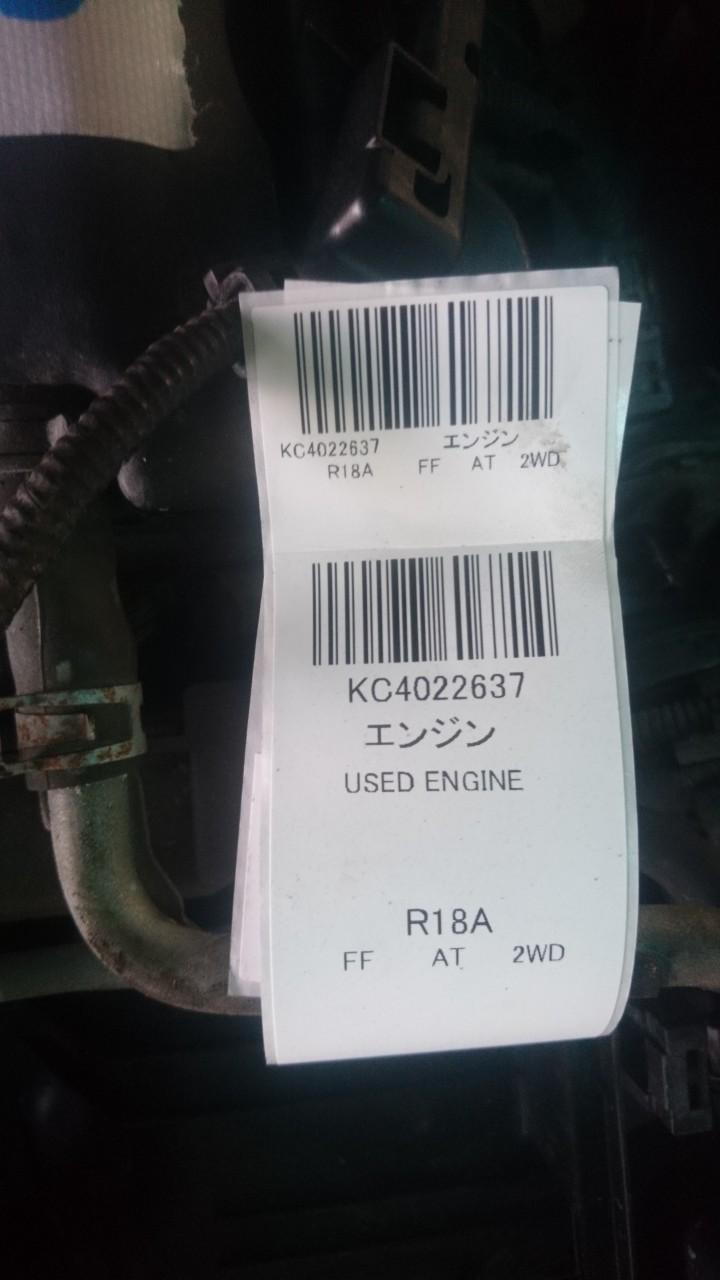 KC4022637 エンジン
R18A FF AT 2WD
KC4022637
エンジン
USED ENGINE
R18A
FF AT 2WD